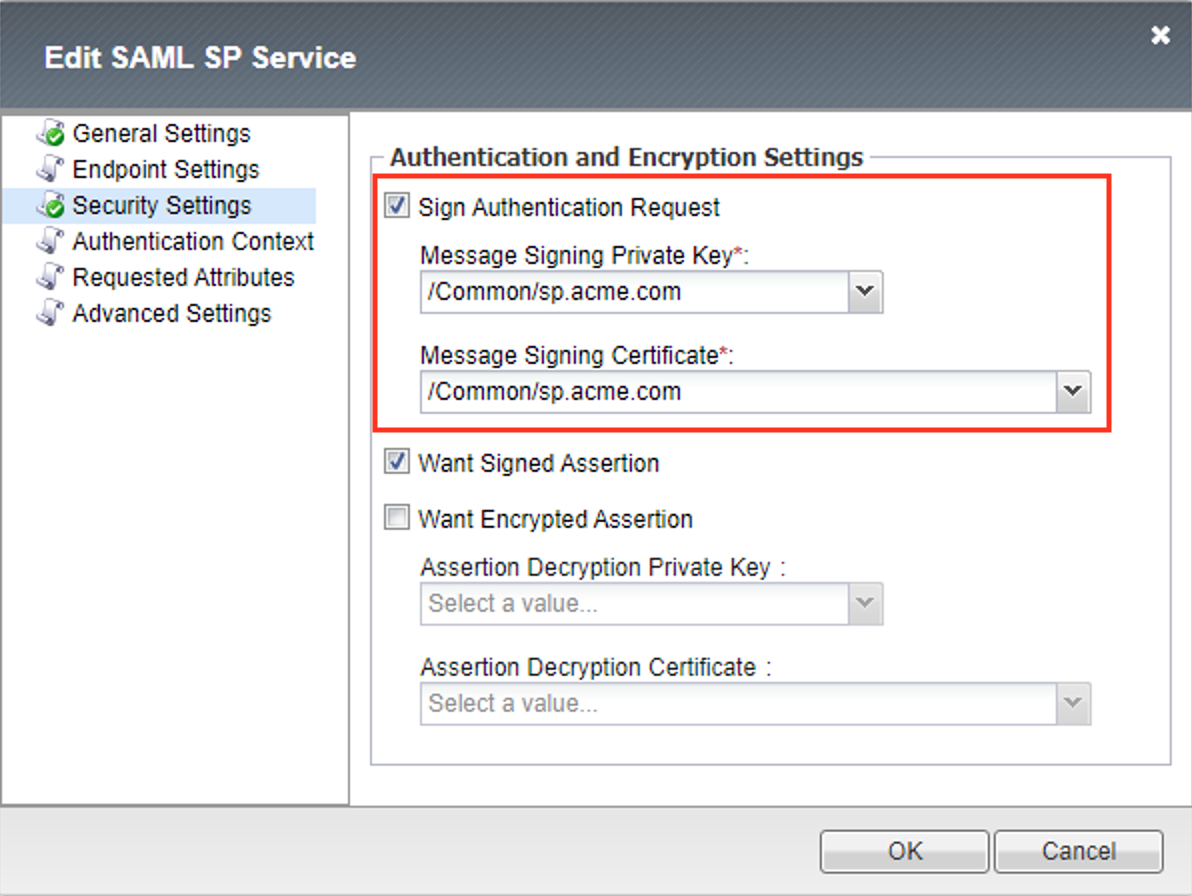 Edit SAML SP Service
General Settings
Endpoint Settings
Security Settings
Authentication Context
Requested Attributes
Advanced Settings
Authentication and Encryption Settings
Sign Authentication Request
Message Signing Private Key*:
/Common/sp.acme.com
Message Signing Certificate*:
/Common/sp.acme.com
Want Signed Assertion
Want Encrypted Assertion
Assertion Decryption Private Key :
Select a value...
Assertion Decryption Certificate :
Select a value...
OK Cancel